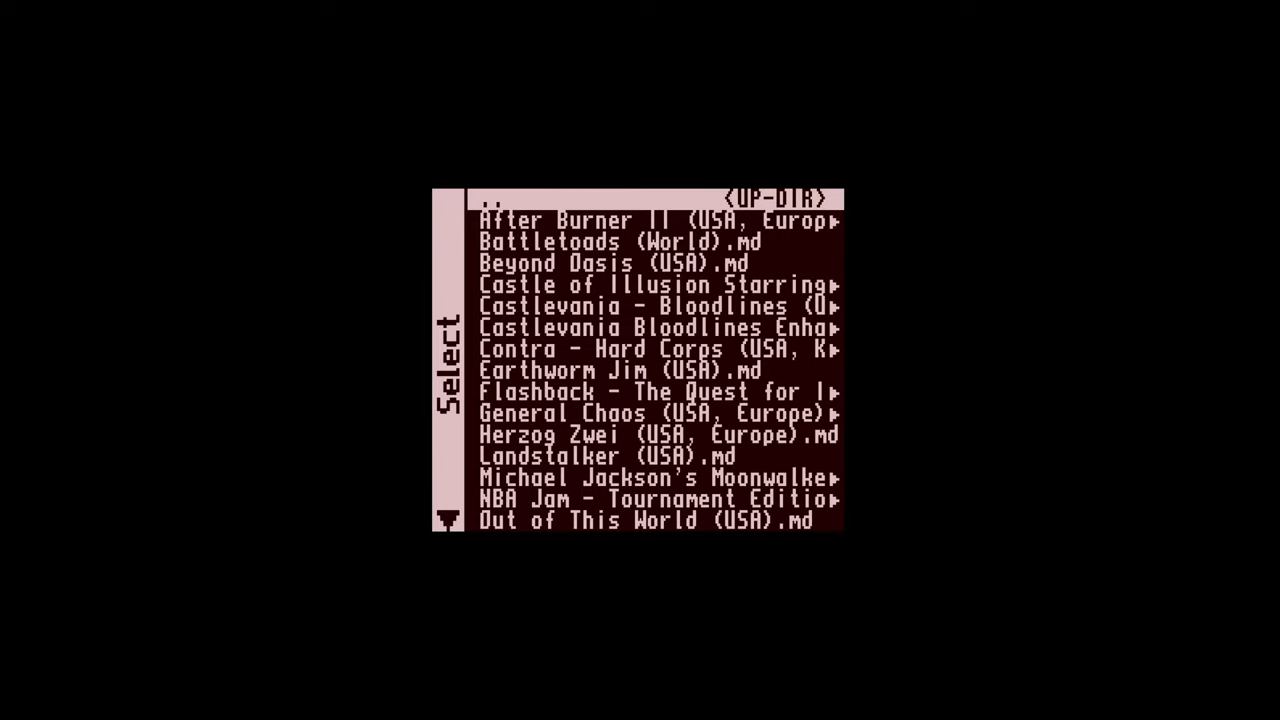 Select
.. <UP-DIR>
After Burner II (USA, Europ
Battletoads (World).md
Beyond Oasis (USA).md
Castle of Illusion Starring
Castlevania - Bloodlines (U
Castlevania Bloodlines Enha
Contra - Hard Corps (USA, K
Earthworm Jim (USA).md
Flashback - The Quest for I
General Chaos (USA, Europe)
Herzog Zwei (USA, Europe).md
Landstalker (USA).md
Michael Jackson's Moonwalke
NBA Jam - Tournament Editio
Out of This World (USA).md